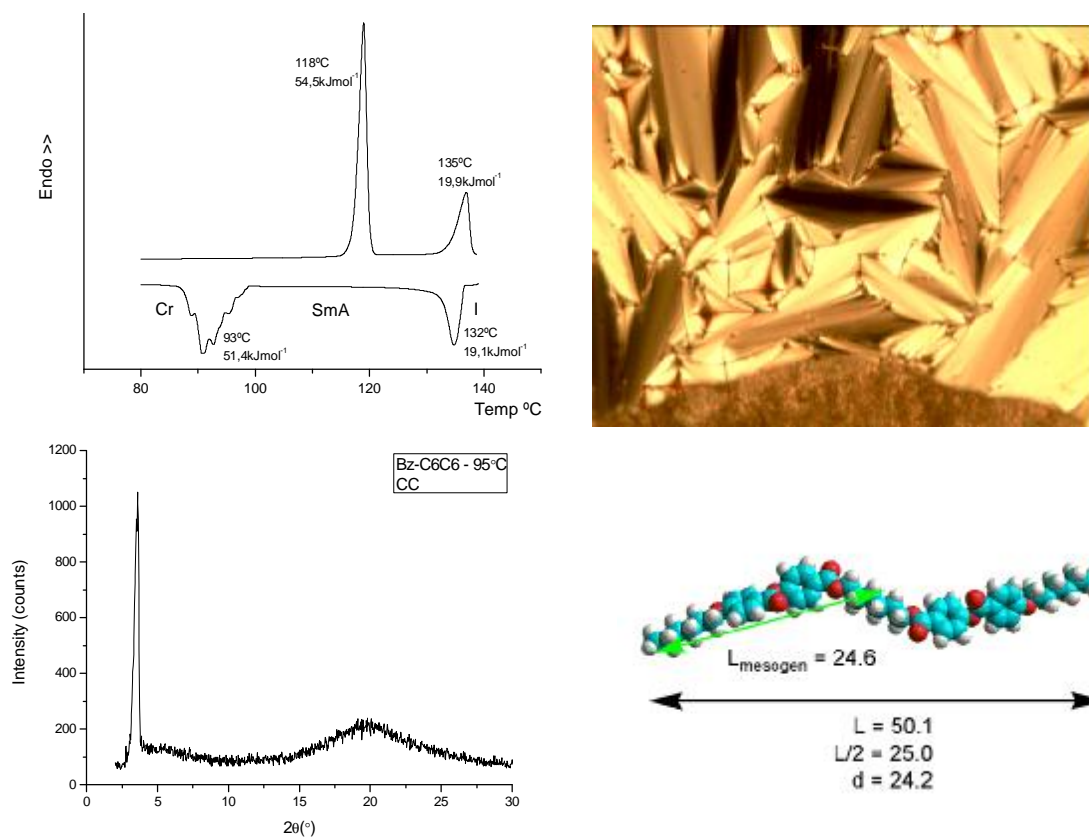 118ºC
54,5kJmol-1
135ºC
19,9kJmol-1
Endo >>
Cr
SmA
I
93ºC
51,4kJmol-1
132ºC
19,1kJmol-1
80
100
120
140
Temp ºC
1200
1000
800
600
400
200
0
Intensity (counts)
Bz-C6C6 - 95°C
CC
0
5
10
15
20
25
30
2θ(°)
Lmesogen = 24.6
L = 50.1
L/2 = 25.0
d = 24.2